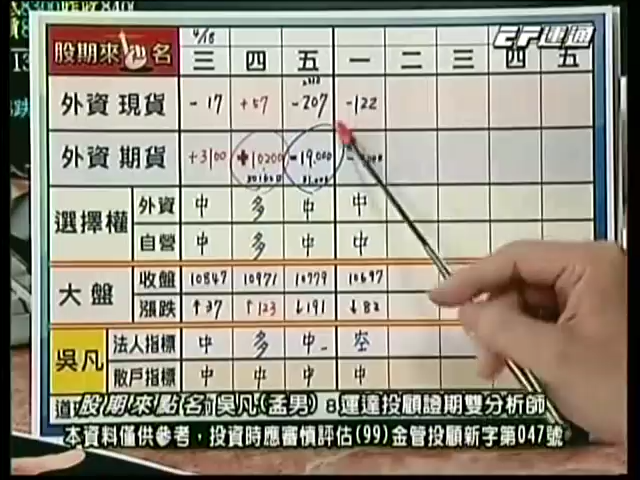 4/18
股期來點名 三 四 五 一 二 三 四 五
外資現貨 -17 +57 -207 -122
外資期貨 +3100 +10200 -19,000
選擇權 外資 中 多 中 中
自營 中 多 中 中
大盤 收盤 10847 10971 10779 10697
漲跌 ↑37 ↑123 ↓191 ↓82
吳凡 法人指標 中 多 中 空
散戶指標 中 中 中 中
股期來點名 吳凡(孟男) 運達投顧證期雙分析師
本資料僅供參考，投資時應審慎評估(99)金管投顧新字第047號